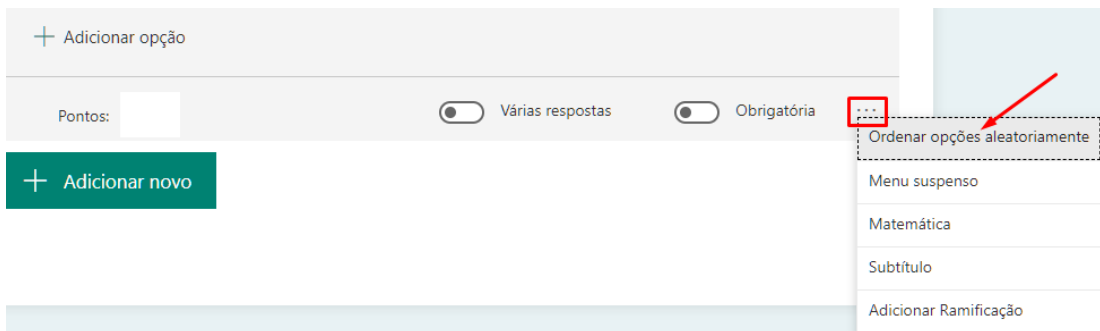 Adicionar opção
Pontos:
Várias respostas
Obrigatória
...
Ordenar opções aleatoriamente
Adicionar novo
Menu suspenso
Matemática
Subtítulo
Adicionar Ramificação